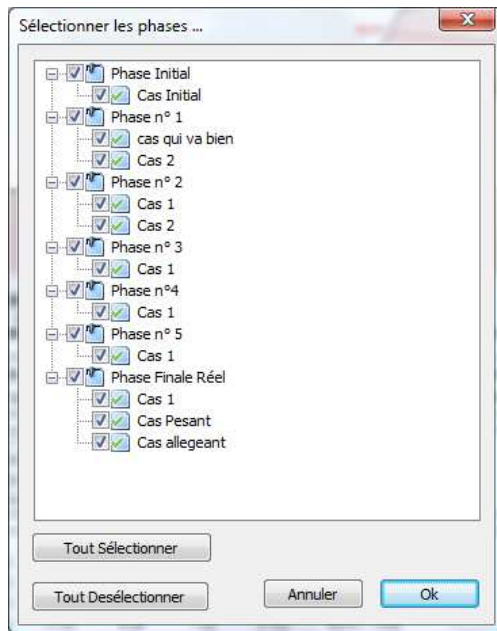 Sélectionner les phases ...
Phase Initial
Cas Initial
Phase n° 1
cas qui va bien
Cas 2
Phase n° 2
Cas 1
Cas 2
Phase n° 3
Cas 1
Phase n°4
Cas 1
Phase n° 5
Cas 1
Phase Finale Réel
Cas 1
Cas Pesant
Cas allegeant
Tout Sélectionner
Tout Desélectionner
Annuler
Ok